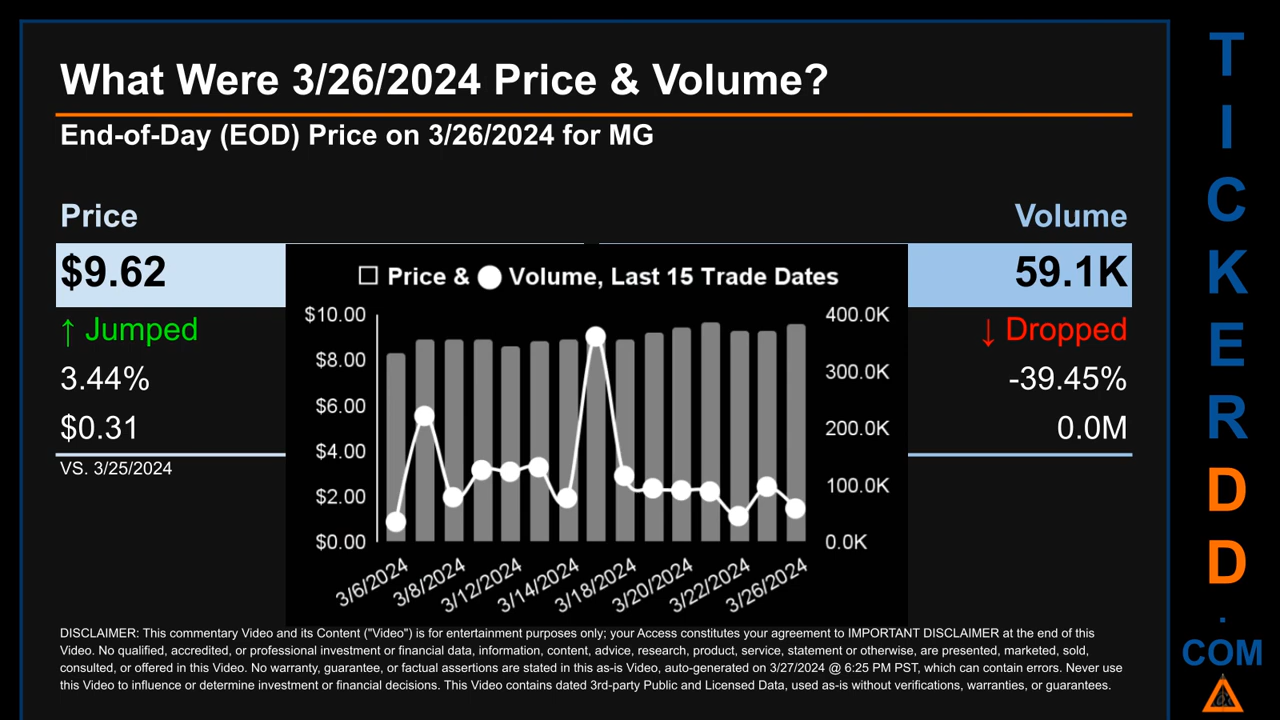 What Were 3/26/2024 Price & Volume?
End-of-Day (EOD) Price on 3/26/2024 for MG
Price
Volume
$9.62
59.1K
↑ Jumped
↓ Dropped
3.44%
-39.45%
$0.31
0.0M
VS. 3/25/2024
Price & Volume, Last 15 Trade Dates
$10.00
$8.00
$6.00
$4.00
$2.00
$0.00
400.0K
300.0K
200.0K
100.0K
0.0K
3/6/2024
3/8/2024
3/12/2024
3/14/2024
3/18/2024
3/20/2024
3/22/2024
3/26/2024
DISCLAIMER: This commentary Video and its Content ("Video") is for entertainment purposes only; your Access constitutes your agreement to IMPORTANT DISCLAIMER at the end of this
Video. No qualified, accredited, or professional investment or financial data, information, content, advice, research, product, service, statement or otherwise, are presented, marketed, sold,
consulted, or offered in this Video. No warranty, guarantee, or factual assertions are stated in this as-is Video, auto-generated on 3/27/2024 @ 6:25 PM PST, which can contain errors. Never use
this Video to influence or determine investment or financial decisions. This Video contains dated 3rd-party Public and Licensed Data, used as-is without verifications, warranties, or guarantees.
T
I
C
K
E
R
D
D
.
COM